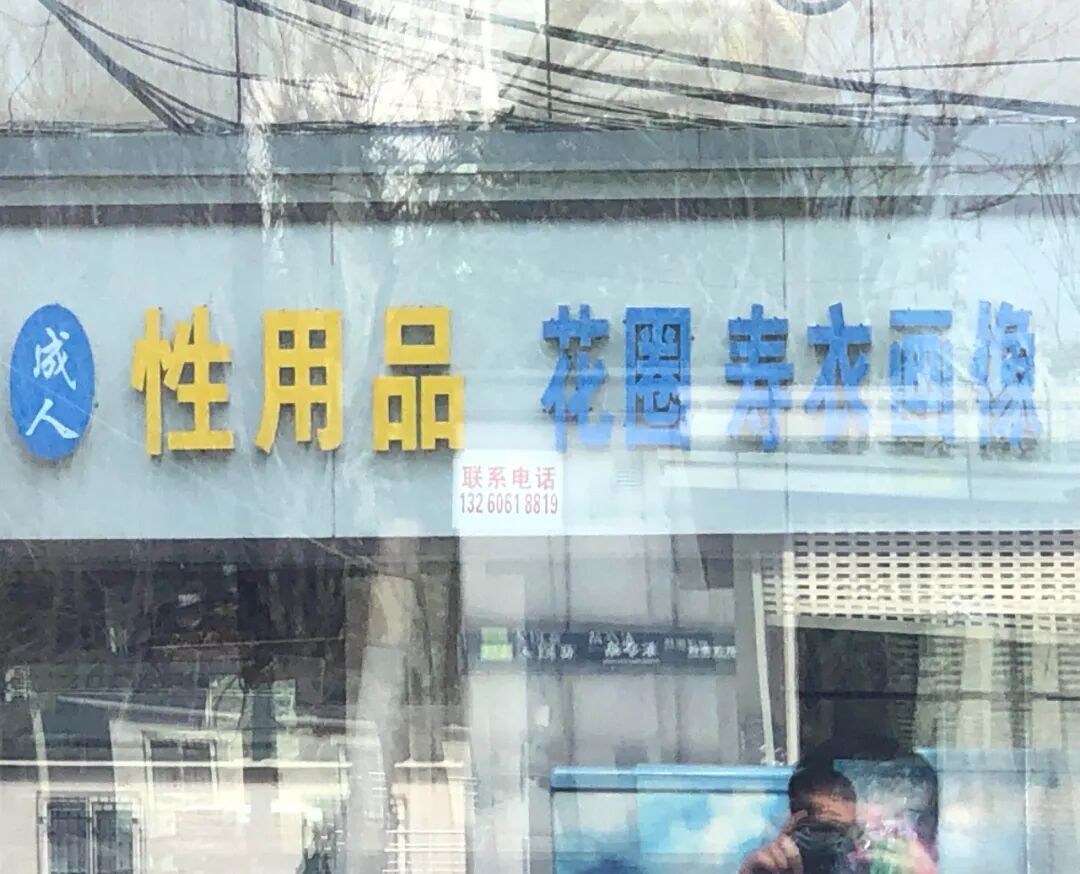 成人
性用品 花圈寿衣画像
联系电话
13260618819